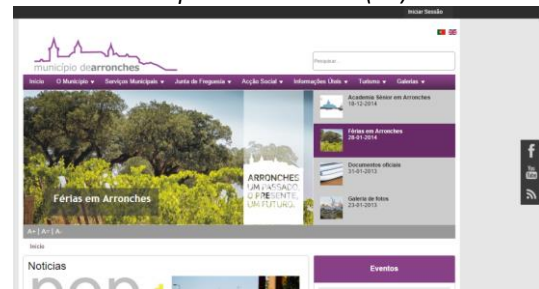 Iniciar Sessão
município dearronches
Pesquisar...
Início O Município Serviços Municipais Junta de Freguesia Acção Social Informações Úteis Turismo Galerias
Academia Sénior em Arronches
18-12-2014
Férias em Arronches
28-01-2014
Documentos oficiais
31-01-2013
Galeria de fotos
23-01-2013
ARRONCHES
UM PASSADO,
O PRESENTE,
UM FUTURO.
Férias em Arronches
A+ | A= | A-
Início
Noticias
Eventos